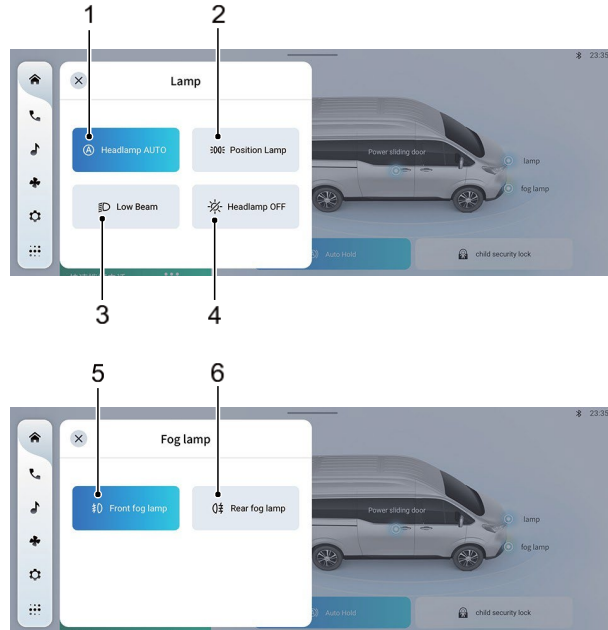 1
2
23:35
Lamp
Headlamp AUTO
Position Lamp
Power sliding door
lamp
Low Beam
Headlamp OFF
fog lamp
Auto Hold
child security lock
3
4
5
6
23:35
Fog lamp
Front fog lamp
Rear fog lamp
Power sliding door
lamp
fog lamp
Auto Hold
child security lock